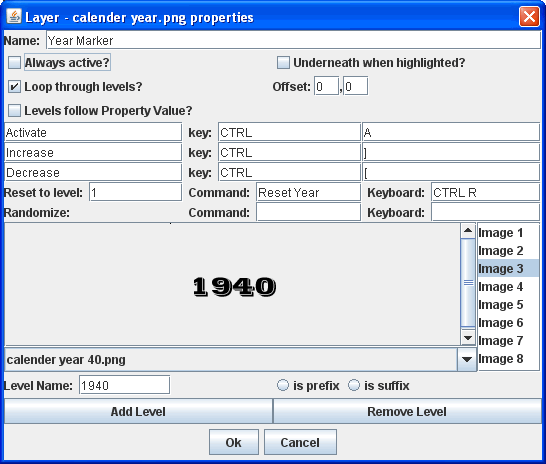 Layer - calender year.png properties
Name: Year Marker
Always active? Underneath when highlighted?
Loop through levels? Offset: 0 , 0
Levels follow Property Value?
Activate key: CTRL A
Increase key: CTRL ]
Decrease key: CTRL [
Reset to level: 1 Command: Reset Year Keyboard: CTRL R
Randomize: Command: Keyboard:
1940
Image 1
Image 2
Image 3
Image 4
Image 5
Image 6
Image 7
Image 8
calender year 40.png
Level Name: 1940 is prefix is suffix
Add Level Remove Level
Ok Cancel